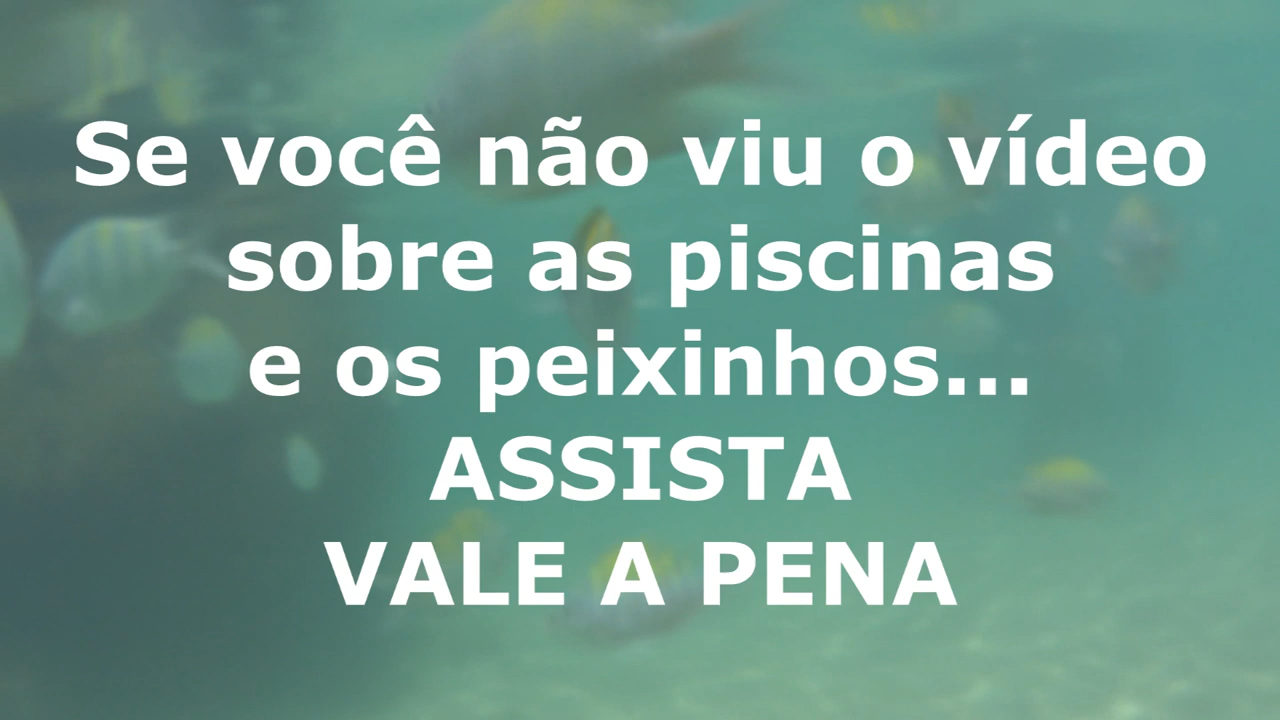 Se você não viu o vídeo
sobre as piscinas
e os peixinhos...
ASSISTA
VALE A PENA